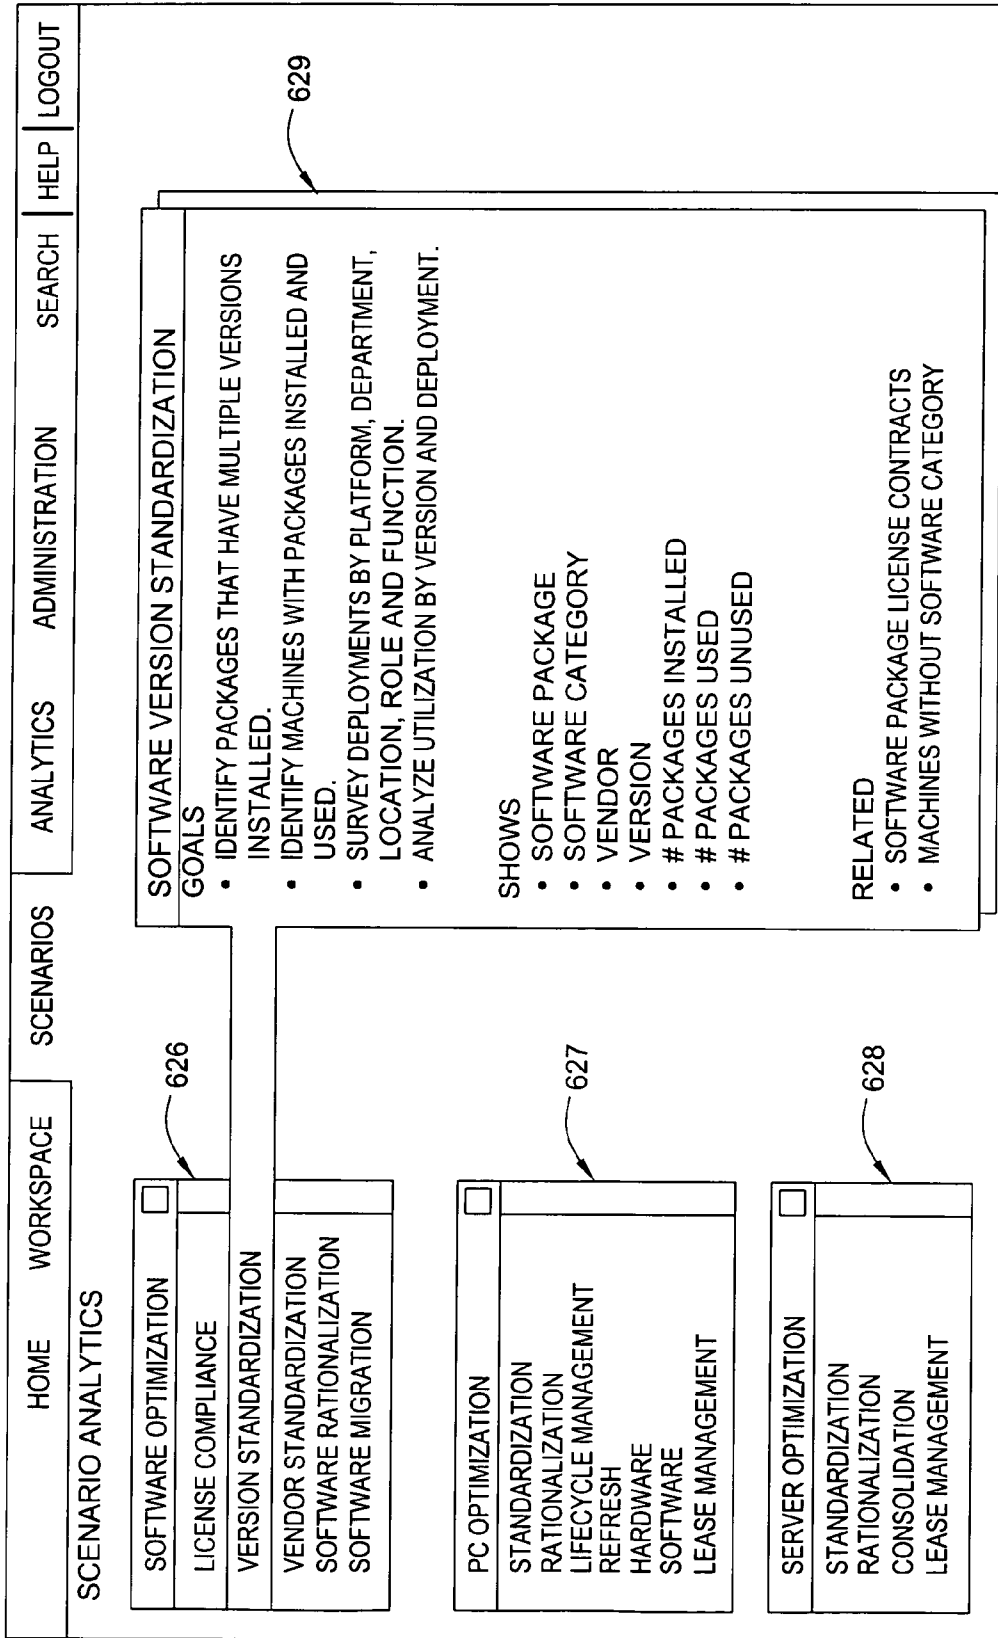 HOME WORKSPACE SCENARIOS ANALYTICS ADMINISTRATION SEARCH HELP LOGOUT
SCENARIO ANALYTICS
SOFTWARE OPTIMIZATION
LICENSE COMPLIANCE
VERSION STANDARDIZATION
VENDOR STANDARDIZATION
SOFTWARE RATIONALIZATION
SOFTWARE MIGRATION
626
PC OPTIMIZATION
STANDARDIZATION
RATIONALIZATION
LIFECYCLE MANAGEMENT
REFRESH
HARDWARE
SOFTWARE
LEASE MANAGEMENT
627
SERVER OPTIMIZATION
STANDARDIZATION
RATIONALIZATION
CONSOLIDATION
LEASE MANAGEMENT
628
SOFTWARE VERSION STANDARDIZATION
GOALS
• IDENTIFY PACKAGES THAT HAVE MULTIPLE VERSIONS
INSTALLED.
• IDENTIFY MACHINES WITH PACKAGES INSTALLED AND
USED.
• SURVEY DEPLOYMENTS BY PLATFORM, DEPARTMENT,
LOCATION, ROLE AND FUNCTION.
• ANALYZE UTILIZATION BY VERSION AND DEPLOYMENT.
SHOWS
• SOFTWARE PACKAGE
• SOFTWARE CATEGORY
• VENDOR
• VERSION
• # PACKAGES INSTALLED
• # PACKAGES USED
• # PACKAGES UNUSED
RELATED
• SOFTWARE PACKAGE LICENSE CONTRACTS
• MACHINES WITHOUT SOFTWARE CATEGORY
629